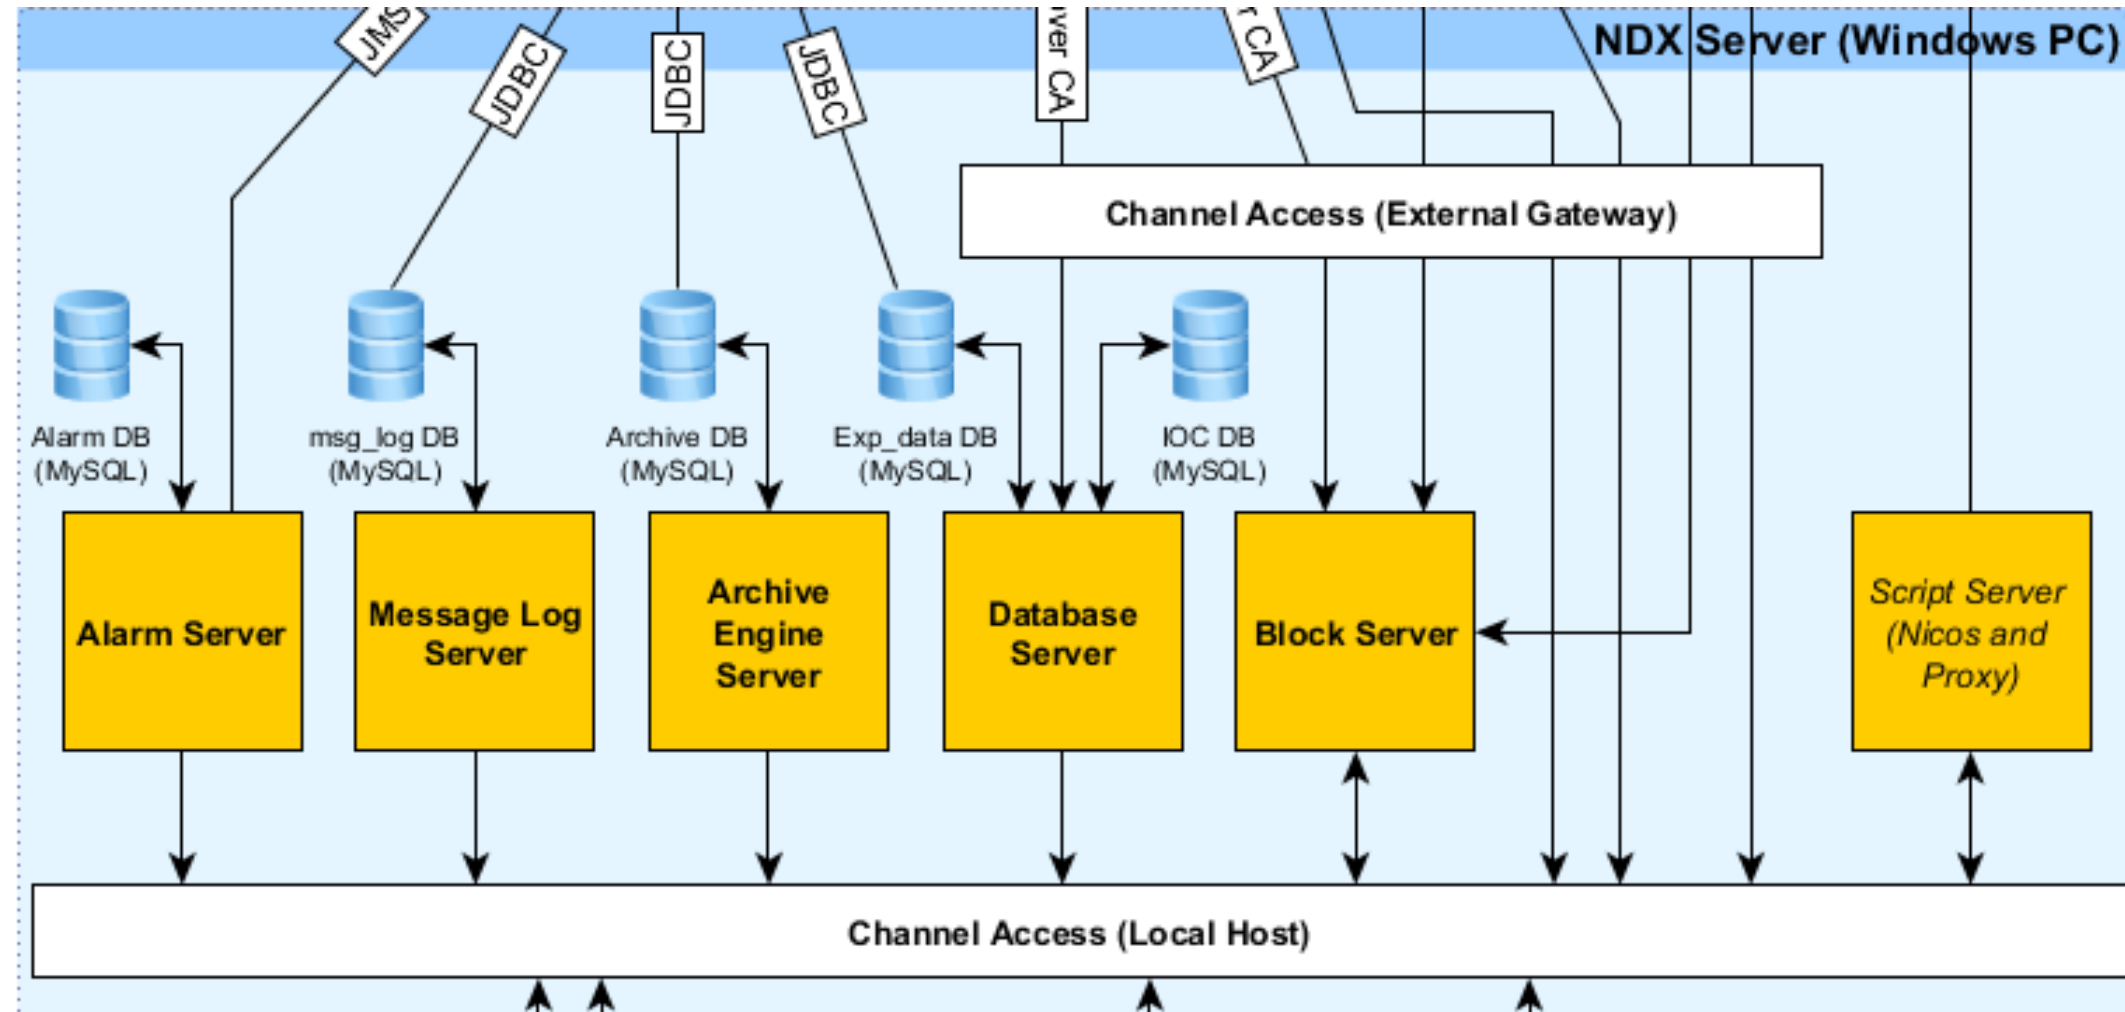 JMS
JDBC
JDBC
JDBC
CA
CA
NDX Server (Windows PC)
Channel Access (External Gateway)
Alarm DB
(MySQL)
msg_log DB
(MySQL)
Archive DB
(MySQL)
Exp_data DB
(MySQL)
IOC DB
(MySQL)
Alarm Server
Message Log
Server
Archive
Engine
Server
Database
Server
Block Server
Script Server
(Nicos and
Proxy)
Channel Access (Local Host)